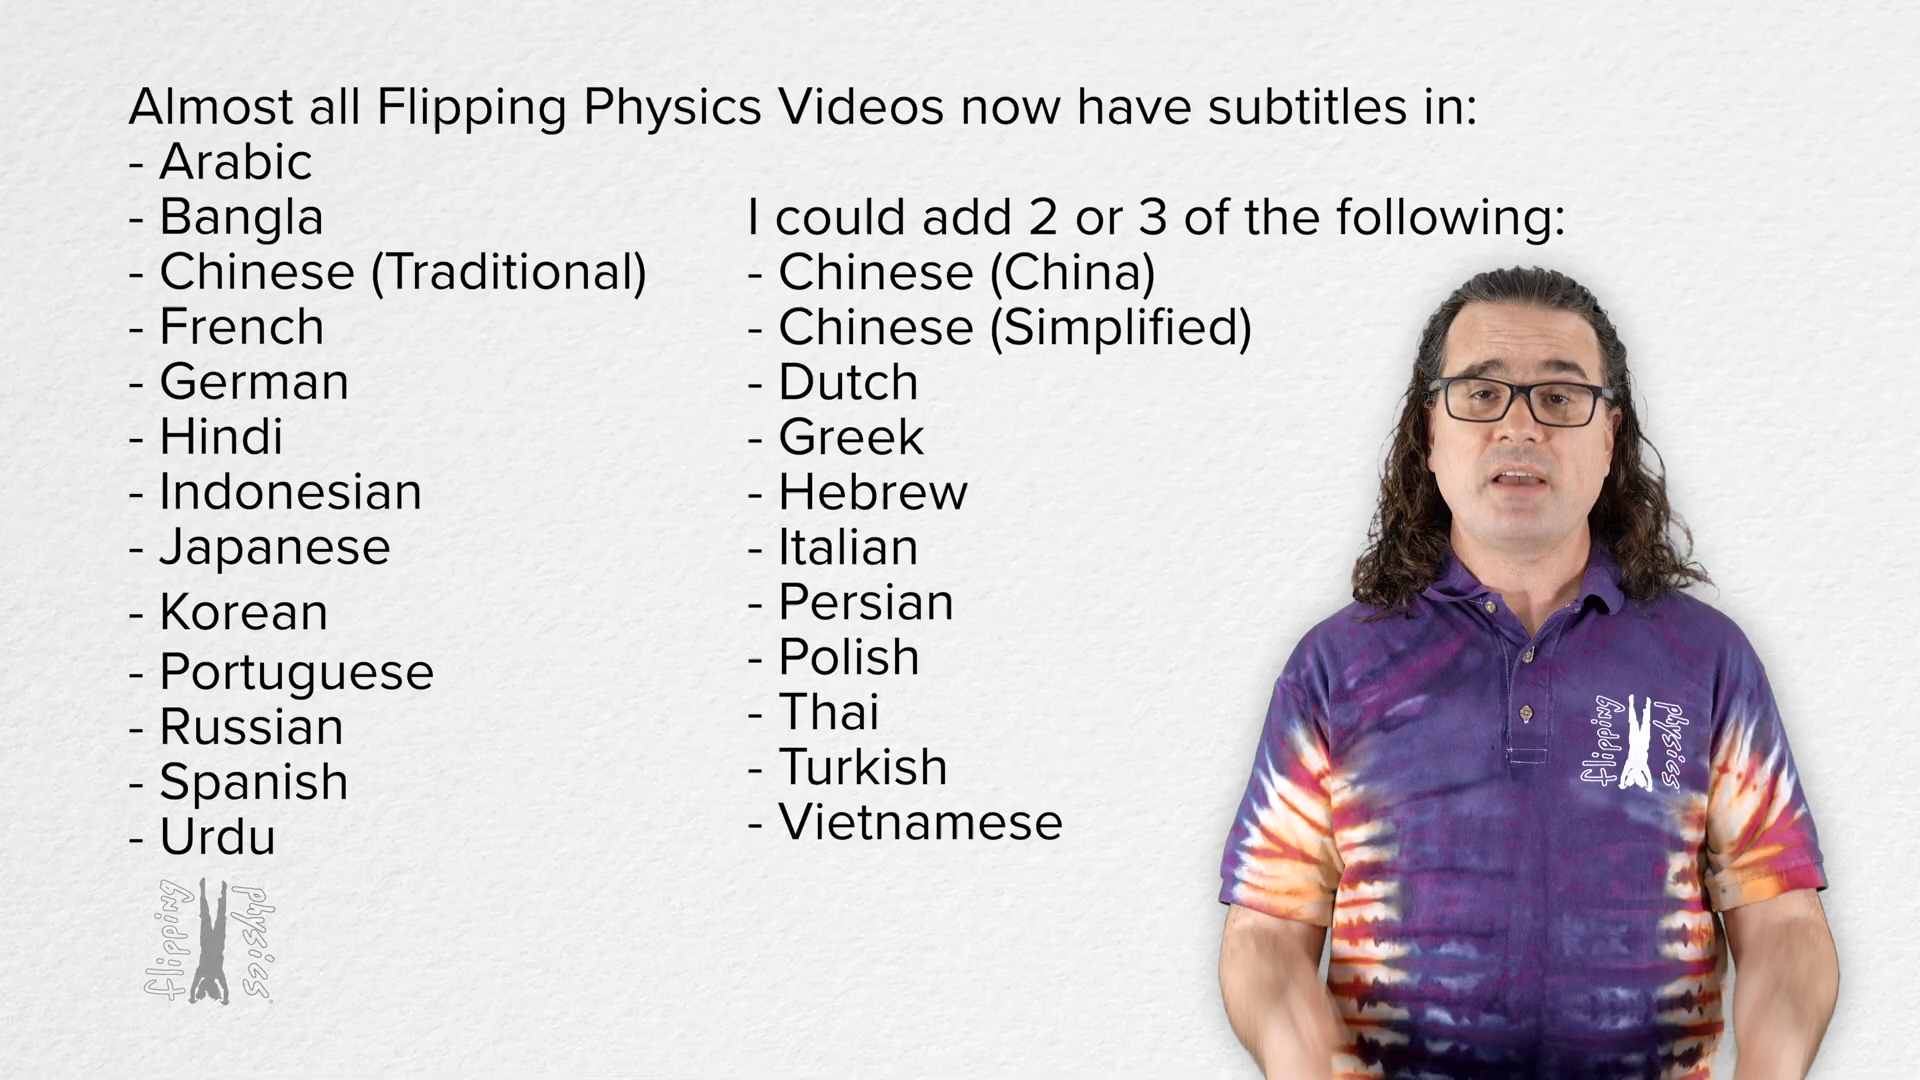 Almost all Flipping Physics Videos now have subtitles in:
- Arabic
- Bangla
- Chinese (Traditional)
- French
- German
- Hindi
- Indonesian
- Japanese
- Korean
- Portuguese
- Russian
- Spanish
- Urdu
I could add 2 or 3 of the following:
- Chinese (China)
- Chinese (Simplified)
- Dutch
- Greek
- Hebrew
- Italian
- Persian
- Polish
- Thai
- Turkish
- Vietnamese
flipping
physics
flipping
physics